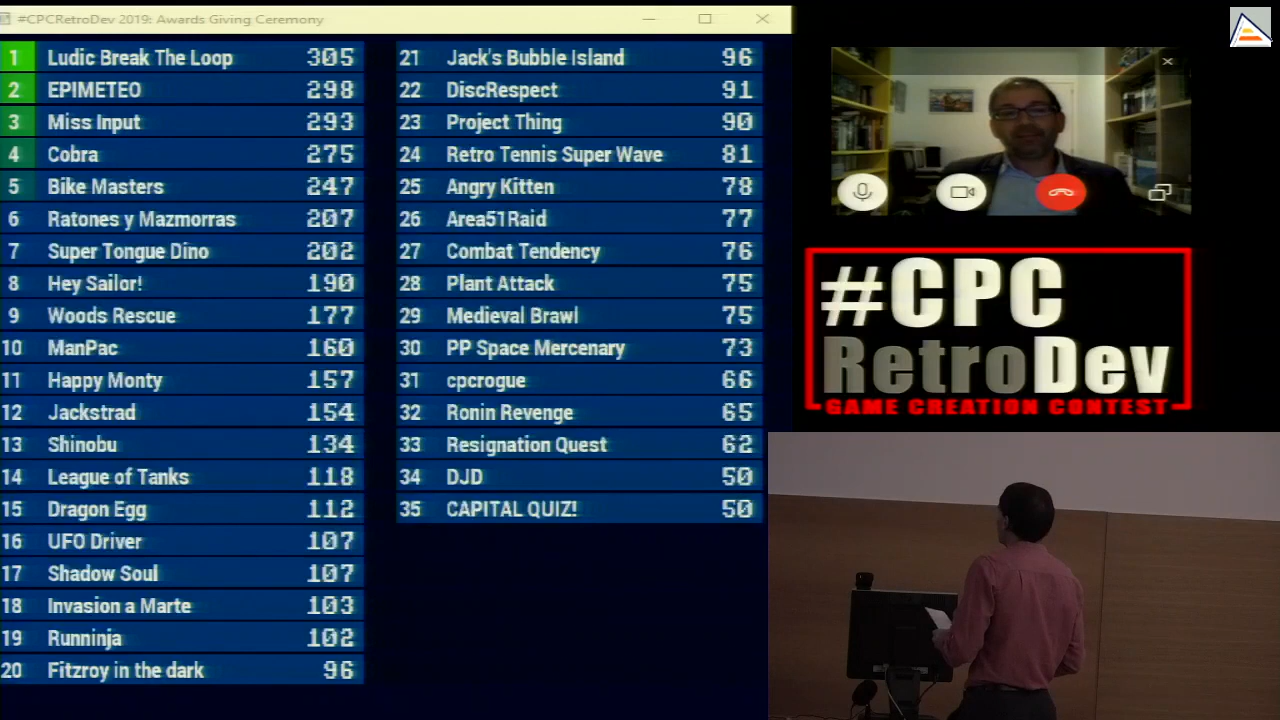 #CPCRetroDev 2019: Awards Giving Ceremony
1 Ludic Break The Loop 305
2 EPIMETEO 298
3 Miss Input 293
4 Cobra 275
5 Bike Masters 247
6 Ratones y Mazmorras 207
7 Super Tongue Dino 202
8 Hey Sailor! 190
9 Woods Rescue 177
10 ManPac 160
11 Happy Monty 157
12 Jackstrad 154
13 Shinobu 134
14 League of Tanks 118
15 Dragon Egg 112
16 UFO Driver 107
17 Shadow Soul 107
18 Invasion a Marte 103
19 Runninja 102
20 Fitzroy in the dark 96
21 Jack's Bubble Island 96
22 DiscRespect 91
23 Project Thing 90
24 Retro Tennis Super Wave 81
25 Angry Kitten 78
26 Area51Raid 77
27 Combat Tendency 76
28 Plant Attack 75
29 Medieval Brawl 75
30 PP Space Mercenary 73
31 cpcrogue 66
32 Ronin Revenge 65
33 Resignation Quest 62
34 DJD 50
35 CAPITAL QUIZ! 50
#CPC
RetroDev
GAME CREATION CONTEST